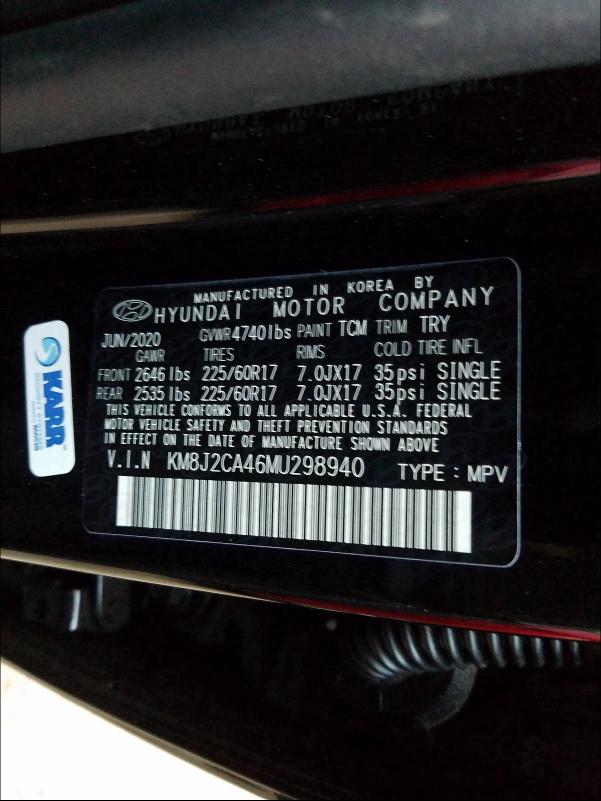 MANUFACTURED IN KOREA BY
HYUNDAI MOTOR COMPANY
JUN/2020 GVWR 4740lbs PAINT TCM TRIM TRY
GAWR TIRES RIMS COLD TIRE INFL
FRONT 2646 lbs 225/60R17 7.0JX17 35psi SINGLE
REAR 2535 lbs 225/60R17 7.0JX17 35psi SINGLE
THIS VEHICLE CONFORMS TO ALL APPLICABLE U.S.A. FEDERAL
MOTOR VEHICLE SAFETY AND THEFT PREVENTION STANDARDS
IN EFFECT ON THE DATE OF MANUFACTURE SHOWN ABOVE
V.I.N KM8J2CA46MU298940 TYPE : MPV
KARR